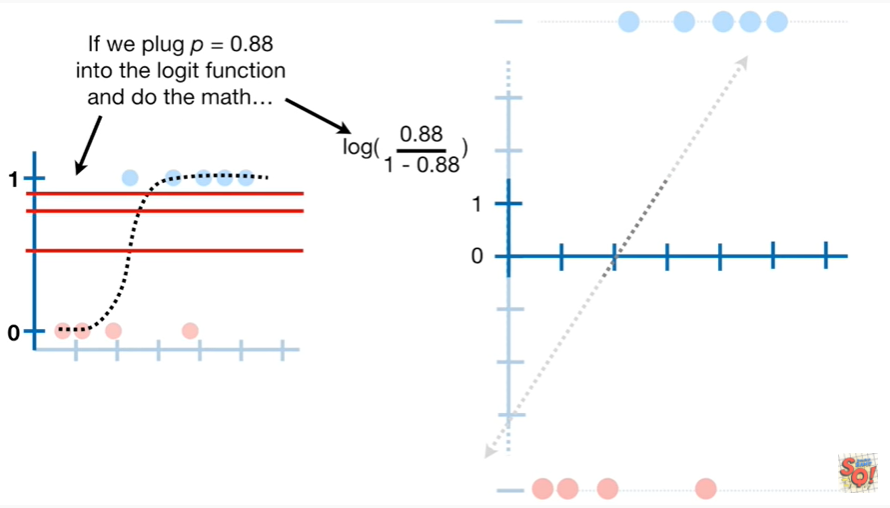 If we plug p = 0.88
into the logit function
and do the math...
log( 0.88 / 1 - 0.88 )
1
0
1
0
SQ!